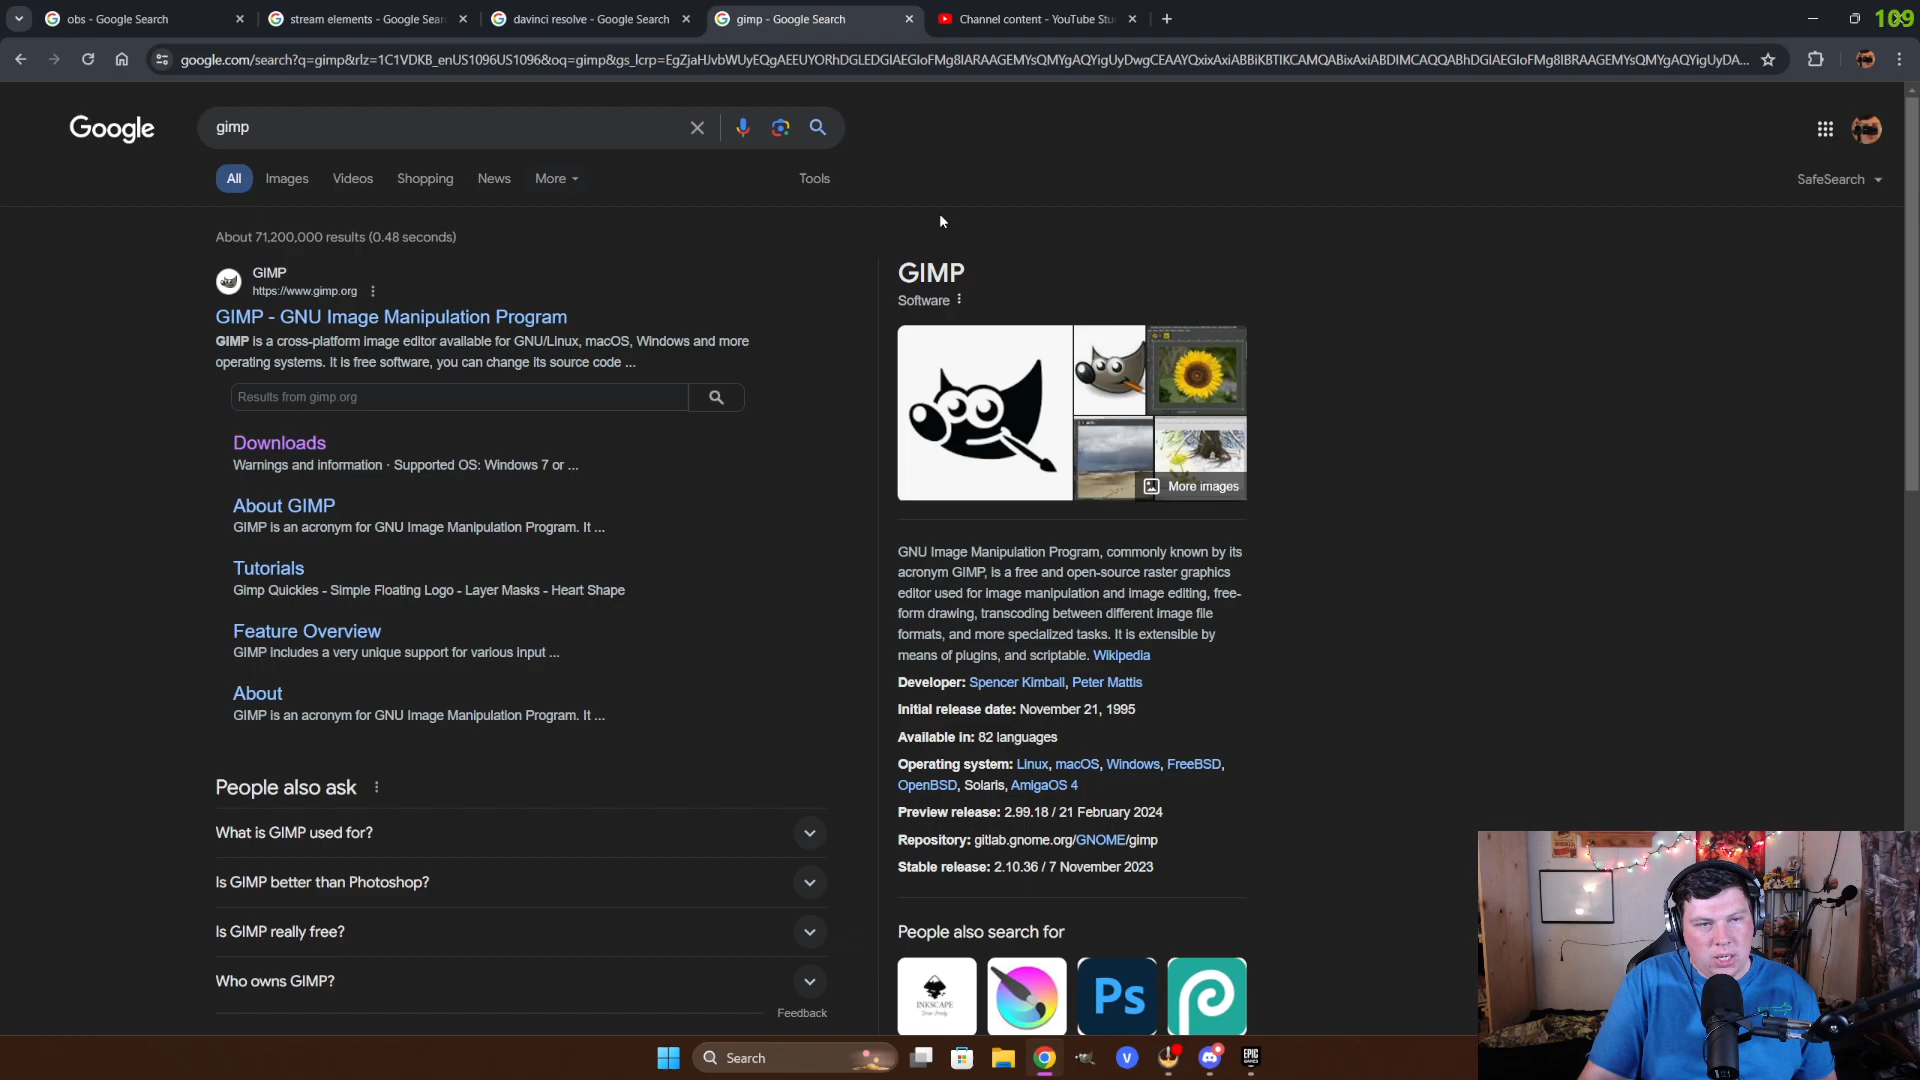 obs - Google Search
stream elements - Google Sear
davinci resolve - Google Search
gimp - Google Search
Channel content - YouTube Stu
109
google.com/search?q=gimp&rlz=1C1VDKB_enUS1096US1096&oq=gimp&gs_lcrp=EgZjaHJvbWUyEQgAEEUYORhDGLEDGIAEGIoFMg8IARAAGEMYsQMYgAQYigUyDwgCEAAYQxixAxiABBiKBTIKCAMQABixAxiABDIMCAQQABhDGIAEGIoFMg8IBRAAGEMYsQMYgAQYigUyDA...
Google
gimp
All
Images
Videos
Shopping
News
More
Tools
SafeSearch
About 71,200,000 results (0.48 seconds)
GIMP
https://www.gimp.org
GIMP - GNU Image Manipulation Program
GIMP is a cross-platform image editor available for GNU/Linux, macOS, Windows and more
operating systems. It is free software, you can change its source code ...
Results from gimp.org
Downloads
Warnings and information · Supported OS: Windows 7 or ...
About GIMP
GIMP is an acronym for GNU Image Manipulation Program. It ...
Tutorials
Gimp Quickies - Simple Floating Logo - Layer Masks - Heart Shape
Feature Overview
GIMP includes a very unique support for various Input ...
About
GIMP is an acronym for GNU Image Manipulation Program. It ...
People also ask
What is GIMP used for?
Is GIMP better than Photoshop?
Is GIMP really free?
Who owns GIMP?
Feedback
GIMP
Software
More images
GNU Image Manipulation Program, commonly known by its
acronym GIMP, is a free and open-source raster graphics
editor used for image manipulation and image editing, free-
form drawing, transcoding between different image file
formats, and more specialized tasks. It is extensible by
means of plugins, and scriptable. Wikipedia
Developer: Spencer Kimball, Peter Mattis
Initial release date: November 21, 1995
Available in: 82 languages
Operating system: Linux, macOS, Windows, FreeBSD,
OpenBSD, Solaris, AmigaOS 4
Preview release: 2.99.18 / 21 February 2024
Repository: gitlab.gnome.org/GNOME/gimp
Stable release: 2.10.36 / 7 November 2023
People also search for
INKSCAPE
Ps
Search
V
EPIC
GAMES